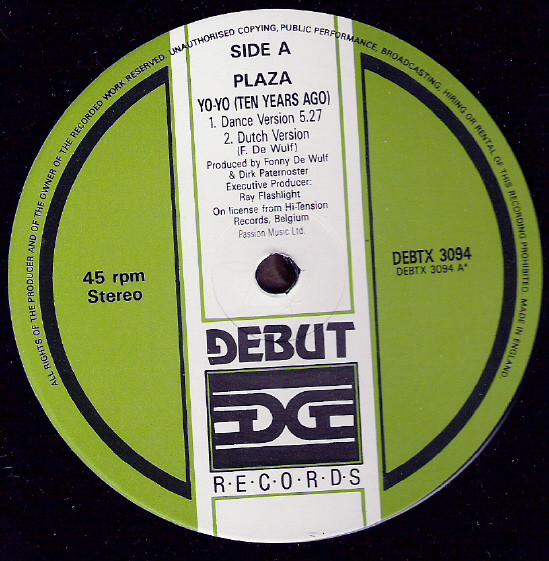 ALL RIGHTS OF THE PRODUCER AND OF THE OWNER OF THE RECORDED WORK RESERVED. UNAUTHORISED COPYING, PUBLIC PERFORMANCE, BROADCASTING, HIRING OR RENTAL OF THIS RECORDING PROHIBITED. MADE IN ENGLAND.
SIDE A
PLAZA
YO-YO (TEN YEARS AGO)
1. Dance Version 5.27
2. Dutch Version
(F. De Wulf)
Produced by Fonny De Wulf
& Dirk Paternoster
Executive Producer:
Ray Flashlight
On license from Hi-Tension
Records, Belgium
Passion Music Ltd.
45 rpm
Stereo
DEBTX 3094
DEBTX 3094 A*
DEBUT
EDGE
R·E·C·O·R·D·S